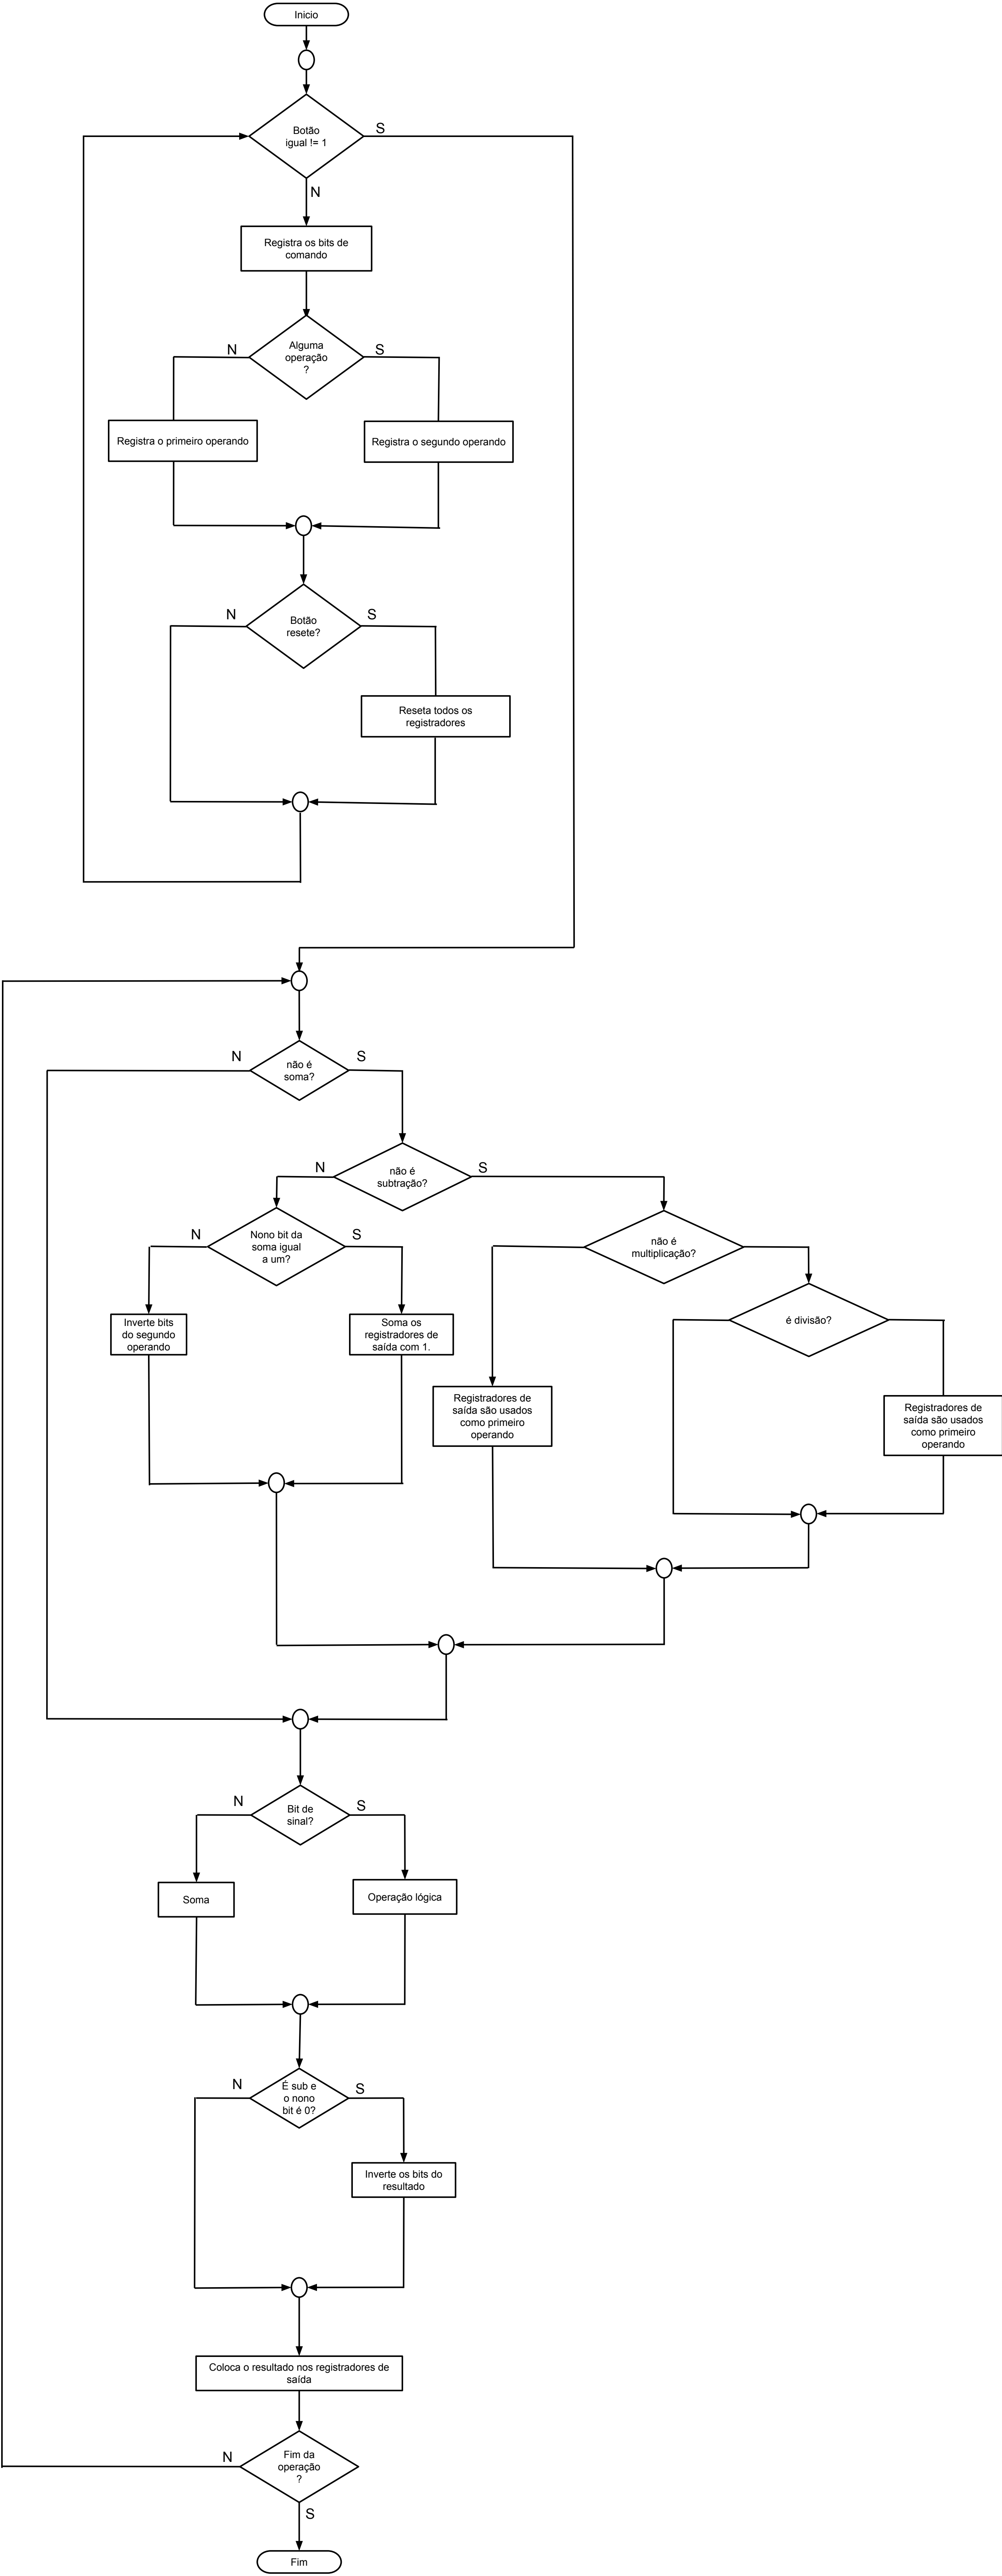 Inicio
Botão
igual != 1
S
N
Registra os bits de
comando
Alguma
operação
?
N
S
Registra o primeiro operando
Registra o segundo operando
Botão
resete?
N
S
Reseta todos os
registradores
não é
soma?
N
S
não é
subtração?
N
S
Nono bit da
soma igual
a um?
N
S
não é
multiplicação?
é divisão?
Inverte bits
do segundo
operando
Soma os
registradores de
saída com 1.
Registradores de
saída são usados
como primeiro
operando
Registradores de
saída são usados
como primeiro
operando
Bit de
sinal?
N
S
Soma
Operação lógica
É sub e
o nono
bit é 0?
N
S
Inverte os bits do
resultado
Coloca o resultado nos registradores de
saída
Fim da
operação
?
N
S
Fim